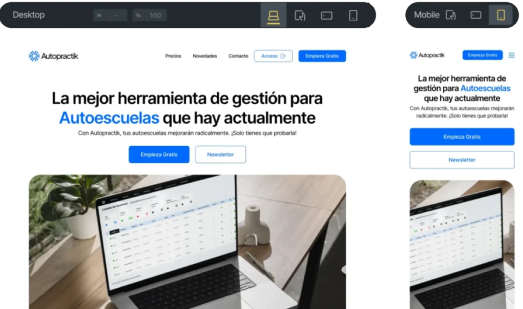 Desktop
% 100
Autopractik
Precios Novedades Contacto Acceso Empieza Gratis
La mejor herramienta de gestión para
Autoescuelas que hay actualmente
Con Autopractik, tus autoescuelas mejorarán radicalmente. ¡Solo tienes que probarla!
Empieza Gratis Newsletter
Mobile
Autopractik Empieza Gratis
La mejor herramienta de
gestión para Autoescuelas
que hay actualmente
Con Autopractik, tus autoescuelas mejorarán
radicalmente. ¡Solo tienes que probarla!
Empieza Gratis
Newsletter